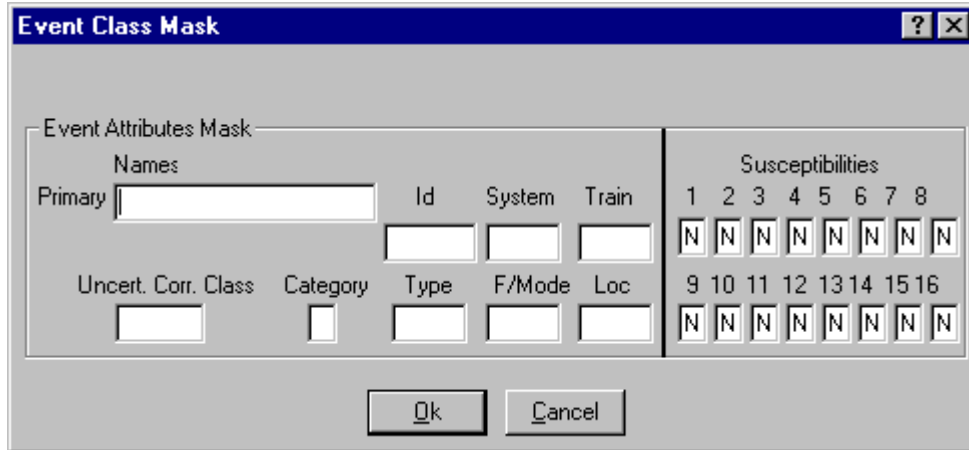 Event Class Mask
Event Attributes Mask
Names
Susceptibilities
Primary Id System Train 1 2 3 4 5 6 7 8
N N N N N N N N
Uncert. Corr. Class Category Type F/Mode Loc 9 10 11 12 13 14 15 16
N N N N N N N N
Ok Cancel